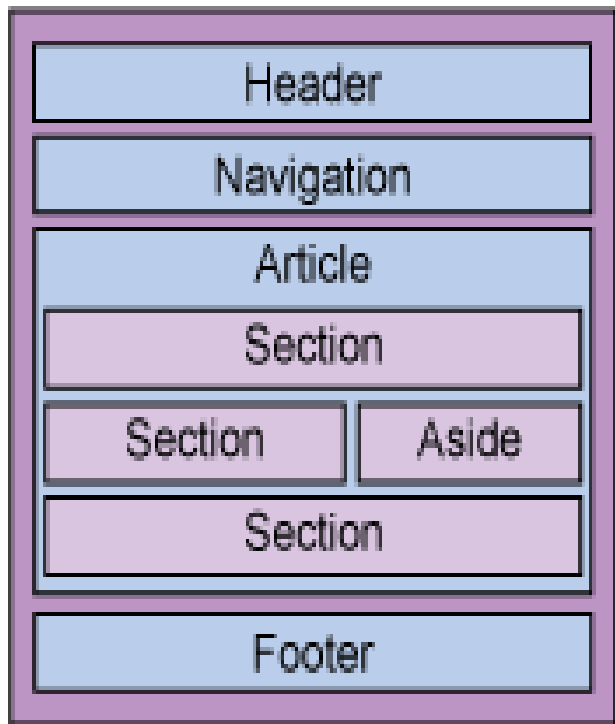 Header
Navigation
Article
Section
Section Aside
Section
Footer